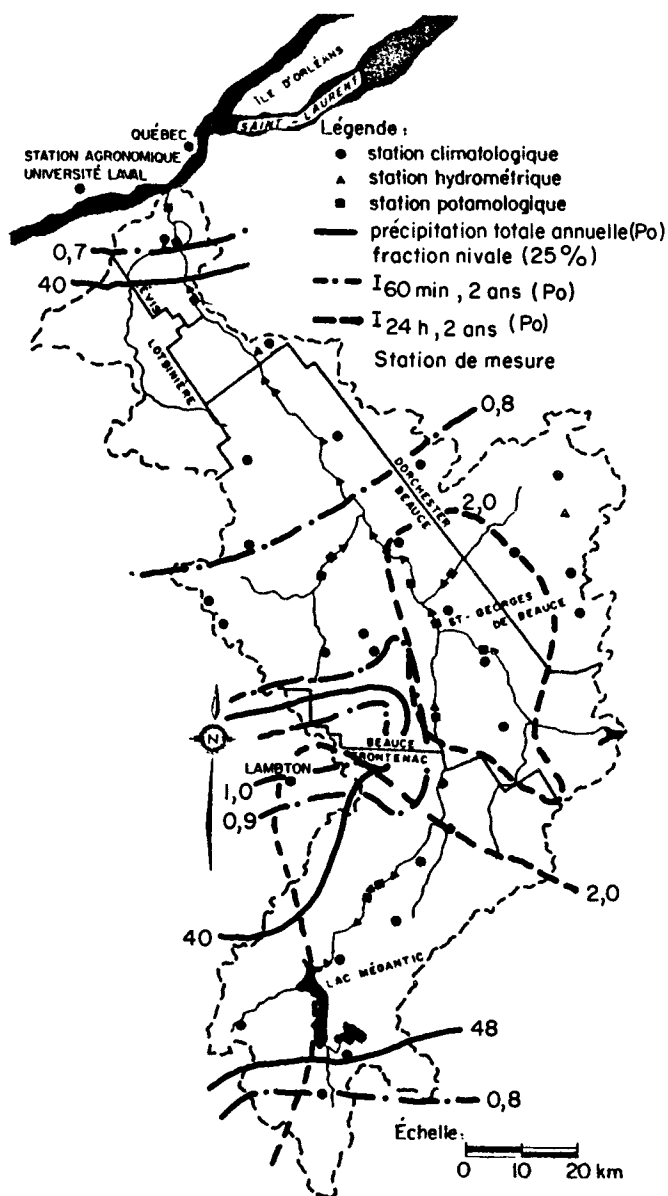 ÎLE D'ORLÉANS
SAINT-LAURENT
QUÉBEC
STATION AGRONOMIQUE
UNIVERSITÉ LAVAL
Légende :
station climatologique
station hydrométrique
station potamologique
précipitation totale annuelle (Po)
fraction nivale (25%)
I 60 min, 2 ans (Po)
I 24 h, 2 ans (Po)
Station de mesure
0,7
40
LÉVIS
LOTBINIÈRE
0,8
DORCHESTER
BEAUCE
2,0
ST-GEORGES
DE BEAUCE
N
BEAUCE
FRONTENAC
LAMBTON
1,0
0,9
2,0
40
LAC MÉGANTIC
48
0,8
Échelle:
0 10 20 km